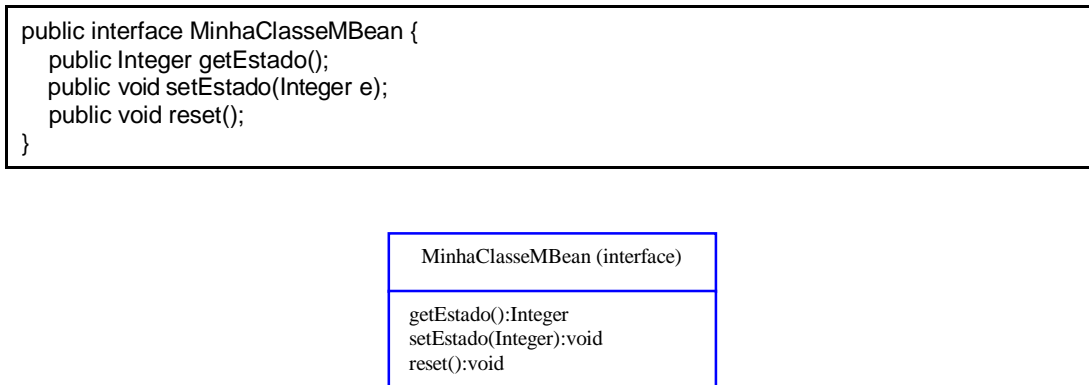 public interface MinhaClasseMBean {
public Integer getEstado();
public void setEstado(Integer e);
public void reset();
}
MinhaClasseMBean (interface)
getEstado():Integer
setEstado(Integer):void
reset():void